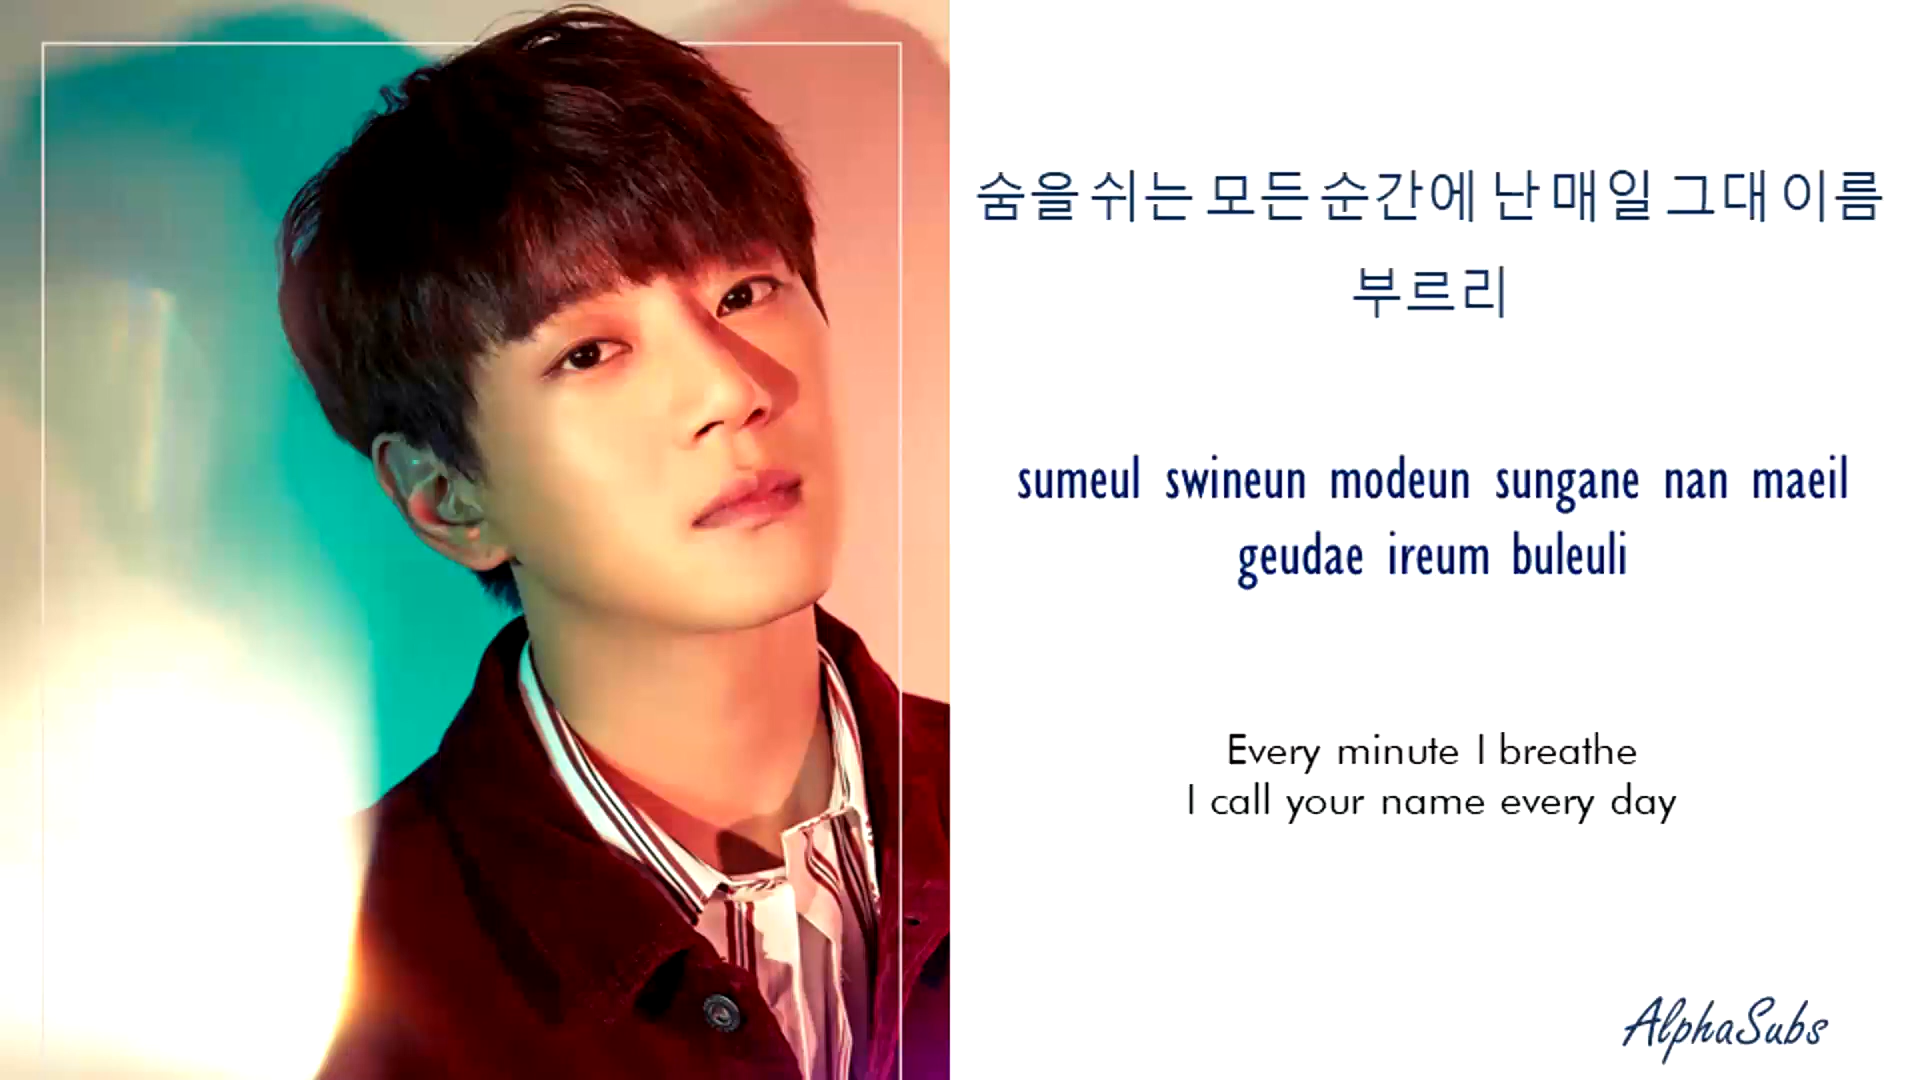 숨을 쉬는 모든 순간에 난 매일 그대 이름
부르리
sumeul swineun modeun sungane nan maeil
geudae ireum buleuli
Every minute I breathe
I call your name every day
AlphaSubs